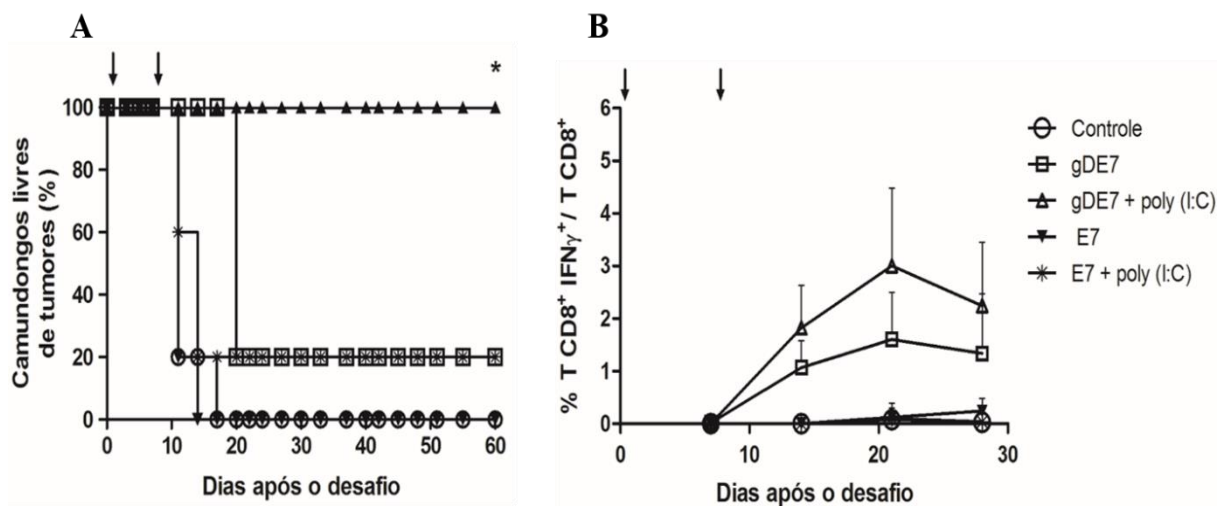 A
Camundongos livres
de tumores (%)
100
80
60
40
20
0
0 10 20 30 40 50 60
Dias após o desafio
*
B
% T CD8+ IFNγ+/ T CD8+
6
5
4
3
2
1
0
0 10 20 30
Dias após o desafio
Controle
gDE7
gDE7 + poly (I:C)
E7
E7 + poly (I:C)